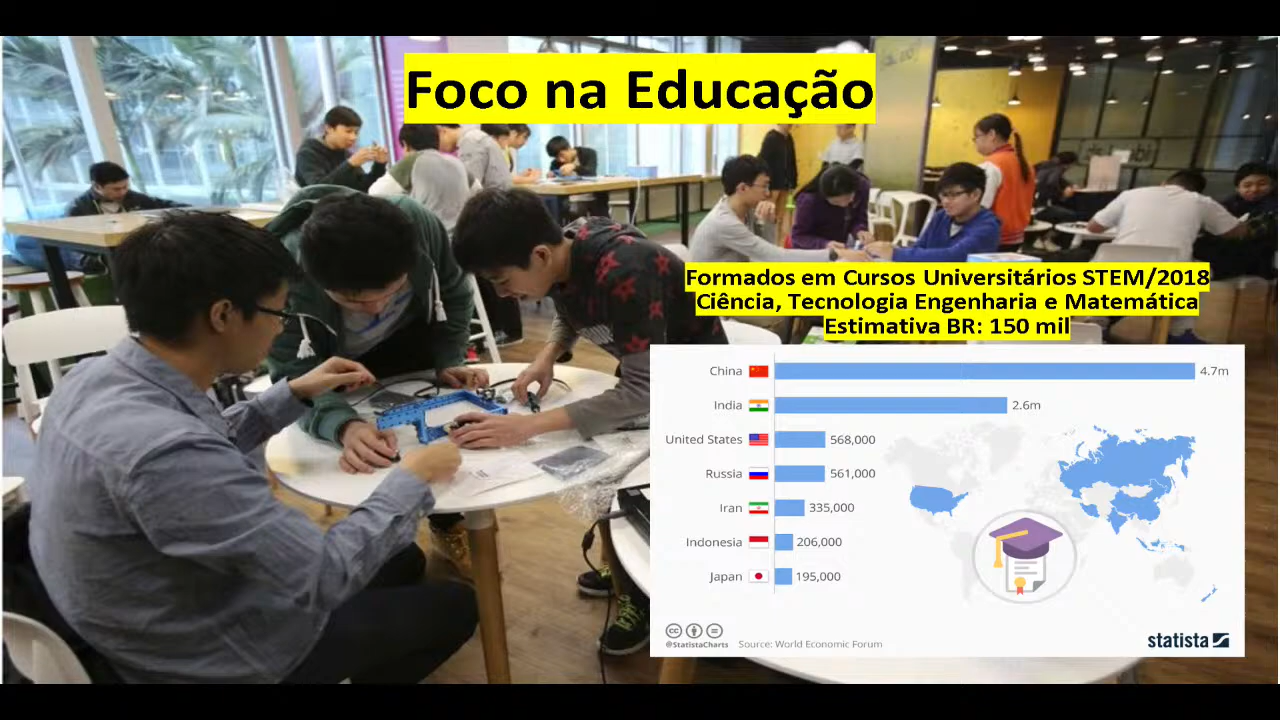 Foco na Educação
Formados em Cursos Universitários STEM/2018
Ciência, Tecnologia Engenharia e Matemática
Estimativa BR: 150 mil
China 4.7m
India 2.6m
United States 568,000
Russia 561,000
Iran 335,000
Indonesia 206,000
Japan 195,000
@StatistaCharts Source: World Economic Forum
statista